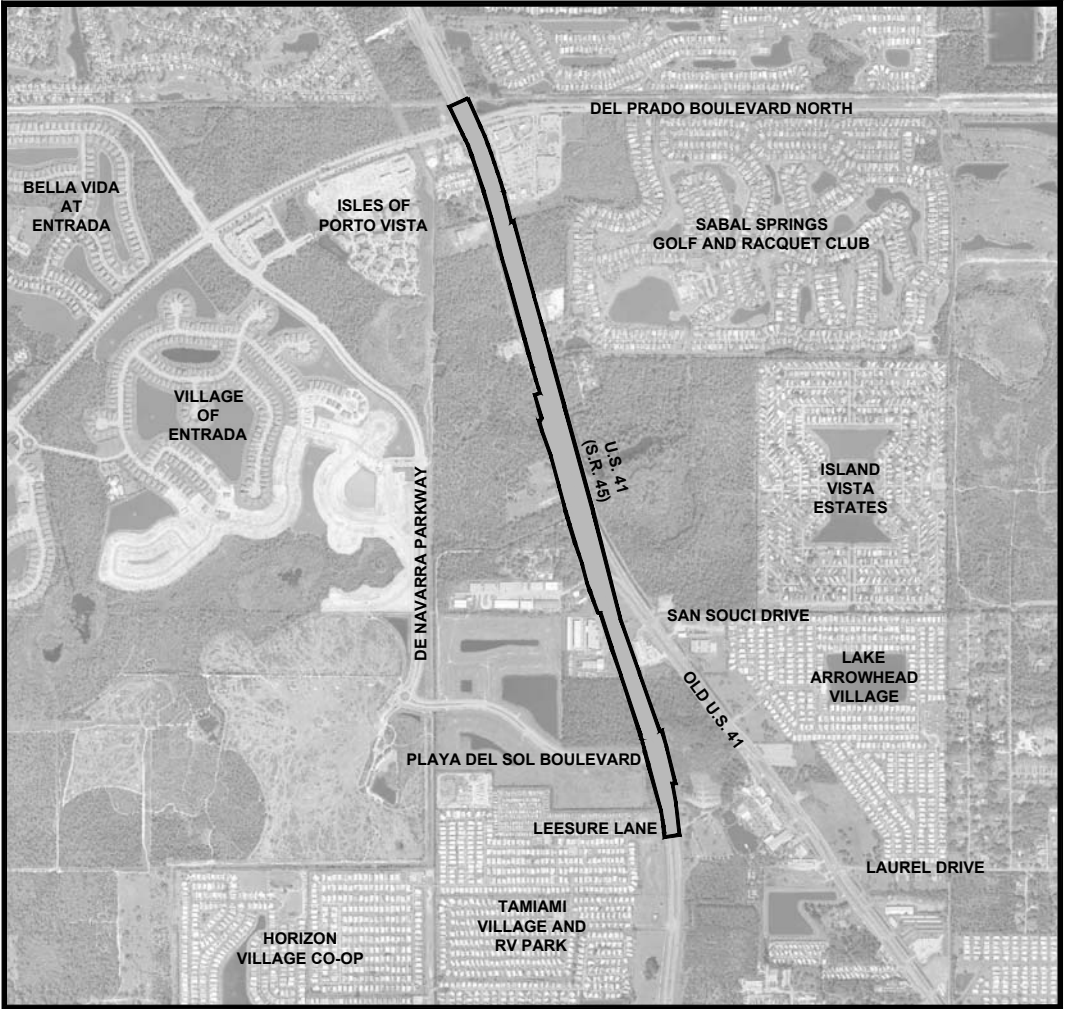 DEL PRADO BOULEVARD NORTH
BELLA VIDA
AT
ENTRADA
ISLES OF
PORTO VISTA
SABAL SPRINGS
GOLF AND RACQUET CLUB
VILLAGE
OF
ENTRADA
U.S. 41
(S.R. 45)
ISLAND
VISTA
ESTATES
DE NAVARRA PARKWAY
SAN SOUCI DRIVE
LAKE
ARROWHEAD
VILLAGE
OLD U.S. 41
PLAYA DEL SOL BOULEVARD
LEESURE LANE
LAUREL DRIVE
TAMIAMI
VILLAGE AND
RV PARK
HORIZON
VILLAGE CO-OP